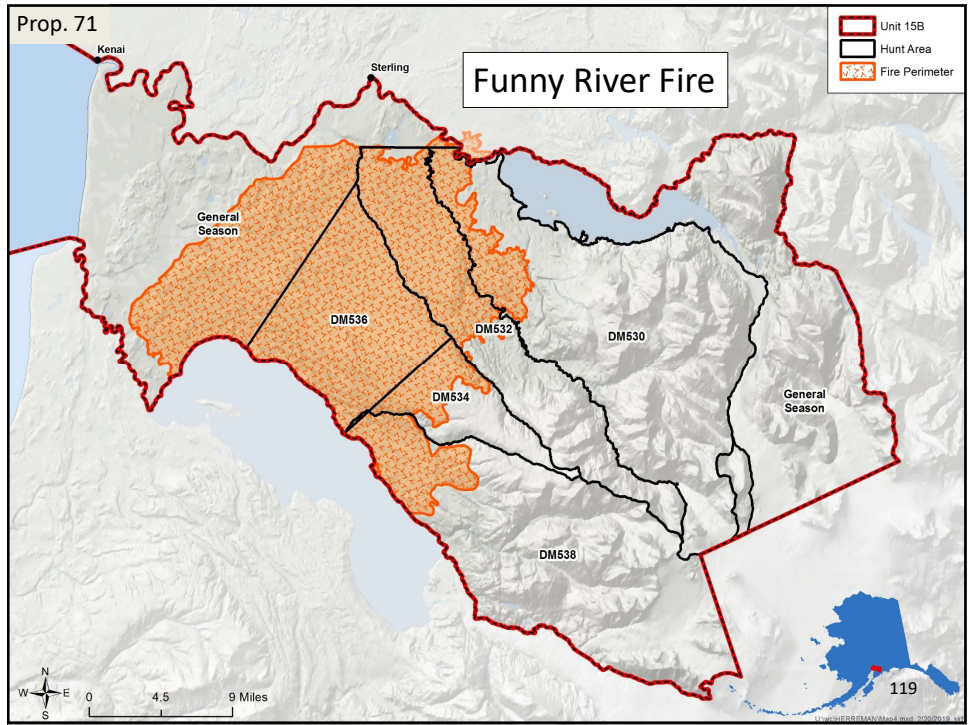 Prop. 71
Unit 15B
Hunt Area
Fire Perimeter
Kenai
Sterling
Funny River Fire
General
Season
DM536
DM532
DM530
DM534
General
Season
DM538
N
W E
S
0 4.5 9 Miles
119